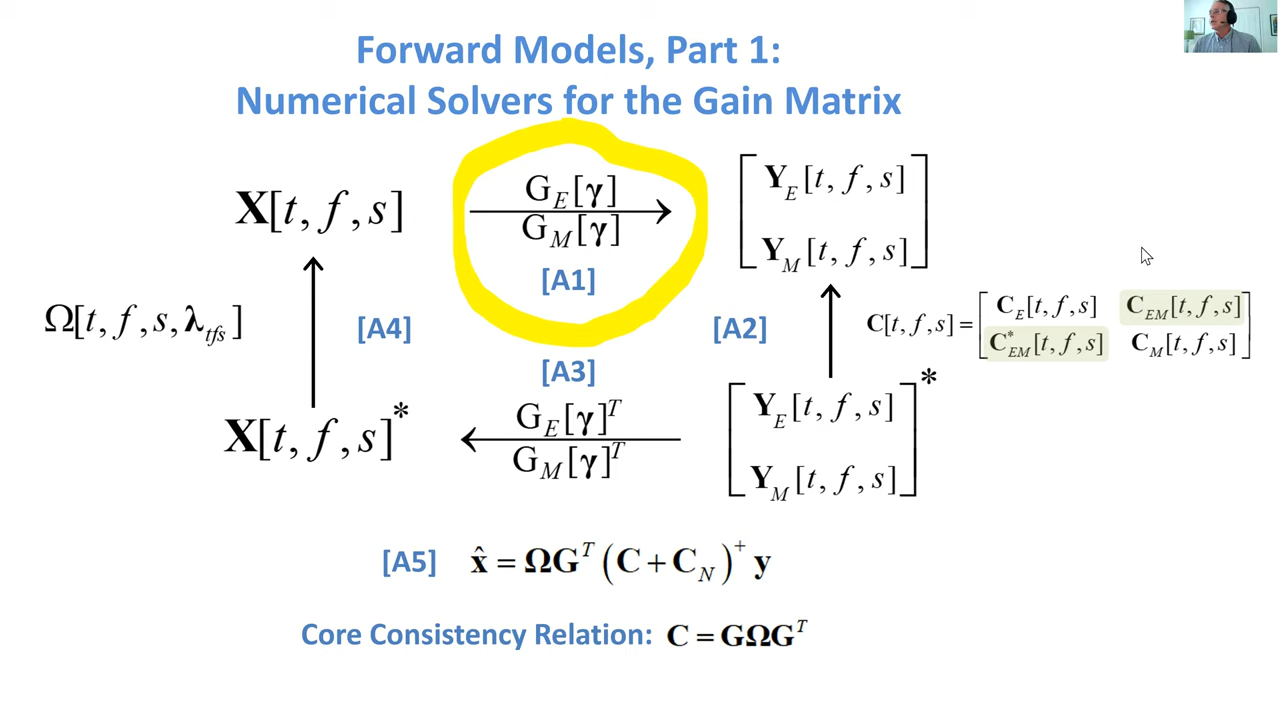 Forward Models, Part 1:
Numerical Solvers for the Gain Matrix
X[t, f, s]
G_E[γ]
G_M[γ]
[A1]
[Y_E[t, f, s]
Y_M[t, f, s]]
Ω[t, f, s, λ_tfs]
[A4]
[A2]
C[t, f, s] = [C_E[t, f, s] C_EM[t, f, s]
C*_EM[t, f, s] C_M[t, f, s]]
[A3]
X[t, f, s]*
G_E[γ]^T
G_M[γ]^T
[Y_E[t, f, s]
Y_M[t, f, s]]*
[A5] x̂ = ΩG^T (C + C_N)^+ y
Core Consistency Relation: C = GΩG^T